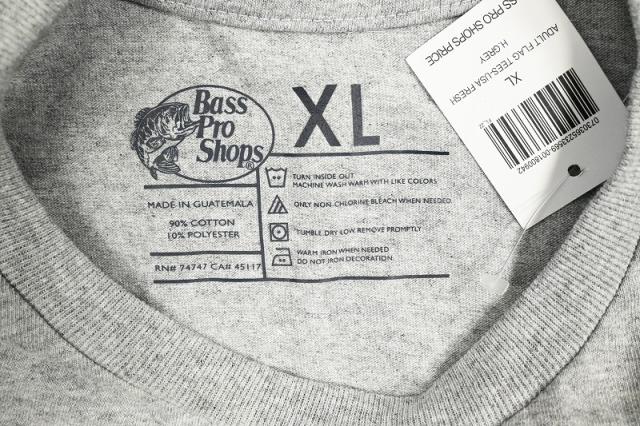 Bass
Pro
Shops®
XL
TURN INSIDE OUT
MACHINE WASH WARM WITH LIKE COLORS
ONLY NON-CHLORINE BLEACH WHEN NEEDED
TUMBLE DRY LOW REMOVE PROMPTLY
WARM IRON WHEN NEEDED
DO NOT IRON DECORATION
MADE IN GUATEMALA
90% COTTON
10% POLYESTER
RN# 74747 CA# 45117
PRO SHOPS PRICE
ADULT FLAG TEES-USA FRESH
H.GREY
XL